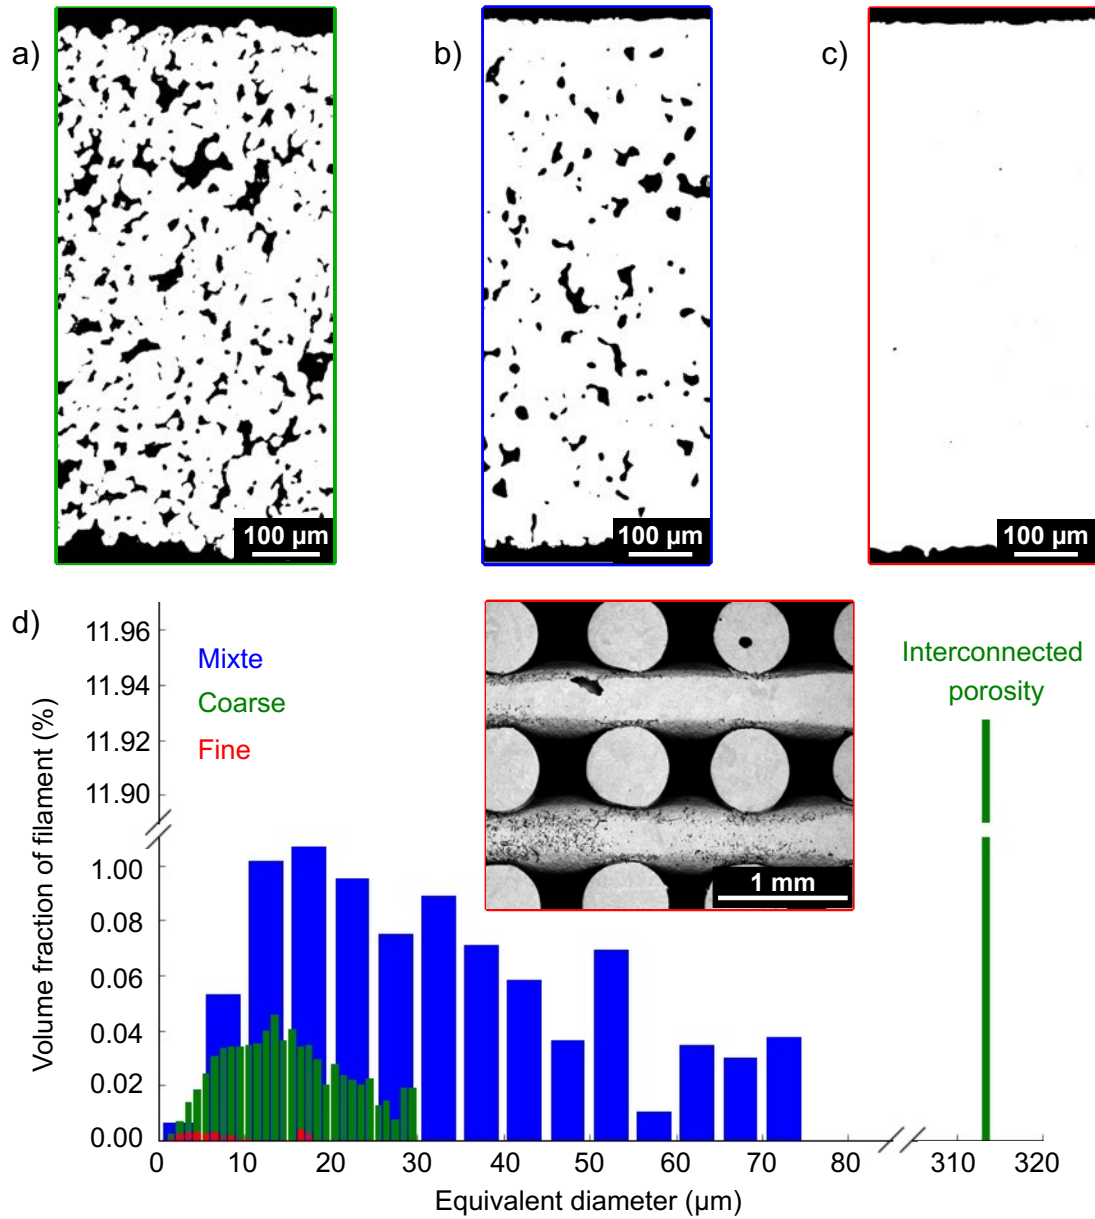 a)
b)
c)
100 µm
100 µm
100 µm
d)
11.96
11.94
11.92
11.90
1.00
0.08
0.06
0.04
0.02
0.00
Volume fraction of filament (%)
Mixte
Coarse
Fine
1 mm
Interconnected
porosity
0
10
20
30
40
50
60
70
80
310
320
Equivalent diameter (µm)